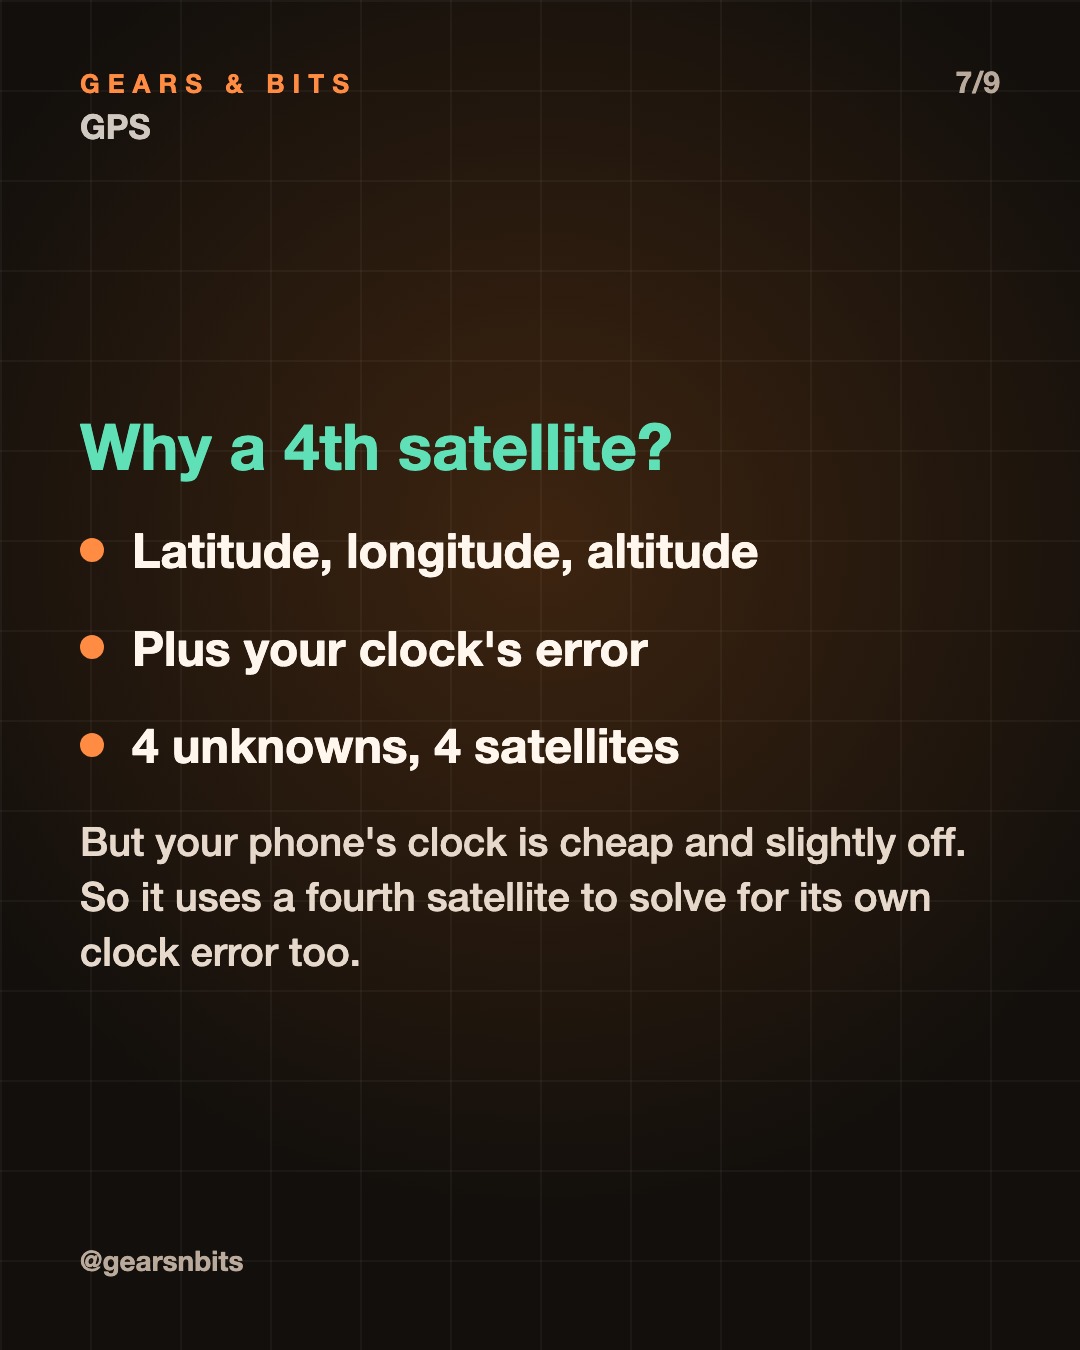 GEARS & BITS
7/9
GPS
Why a 4th satellite?
Latitude, longitude, altitude
Plus your clock's error
4 unknowns, 4 satellites
But your phone's clock is cheap and slightly off.
So it uses a fourth satellite to solve for its own
clock error too.
@gearsnbits